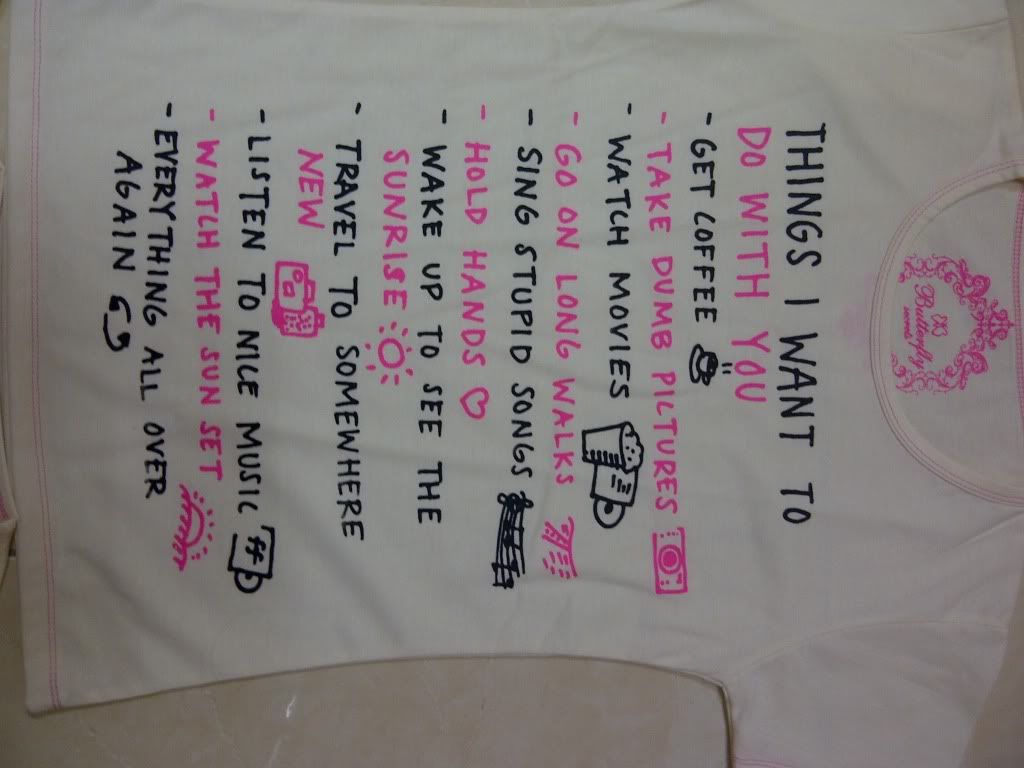 Butterfly
secret
THINGS I WANT TO
DO WITH YOU
- GET COFFEE
- TAKE DUMB PICTURES
- WATCH MOVIES
- GO ON LONG WALKS
- SING STUPID SONGS
- HOLD HANDS
- WAKE UP TO SEE THE
SUNRISE
- TRAVEL TO SOMEWHERE
NEW
- LISTEN TO NICE MUSIC
- WATCH THE SUN SET
- EVERYTHING ALL OVER
AGAIN